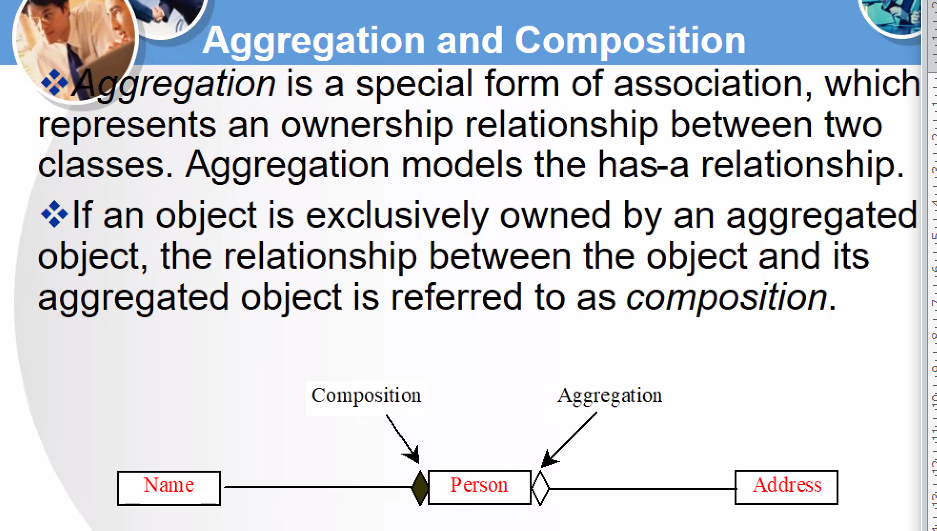 Aggregation and Composition
Aggregation is a special form of association, which
represents an ownership relationship between two
classes. Aggregation models the has-a relationship.
If an object is exclusively owned by an aggregated
object, the relationship between the object and its
aggregated object is referred to as composition.
Composition
Aggregation
Name
Person
Address